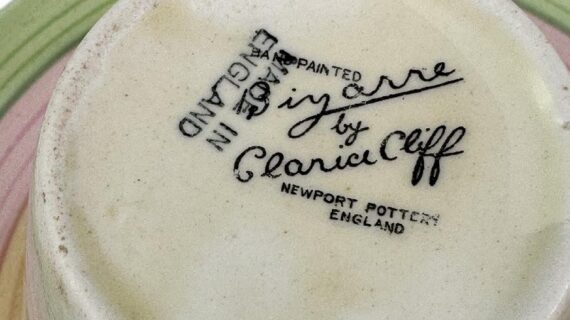 HAND PAINTED
Bizarre
by
Clarice Cliff
NEWPORT POTTERY
ENGLAND
MADE IN
ENGLAND